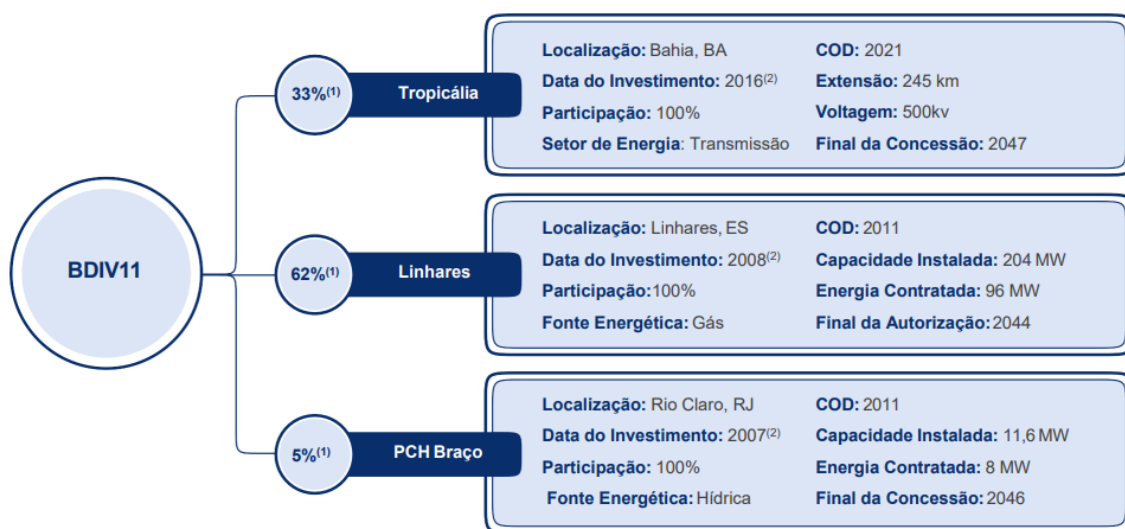 BDIV11
33%(1)
Tropicália
Localização: Bahia, BA
COD: 2021
Data do Investimento: 2016(2)
Extensão: 245 km
Participação: 100%
Voltagem: 500kv
Setor de Energia: Transmissão
Final da Concessão: 2047
62%(1)
Linhares
Localização: Linhares, ES
COD: 2011
Data do Investimento: 2008(2)
Capacidade Instalada: 204 MW
Participação:100%
Energia Contratada: 96 MW
Fonte Energética: Gás
Final da Autorização: 2044
5%(1)
PCH Braço
Localização: Rio Claro, RJ
COD: 2011
Data do Investimento: 2007(2)
Capacidade Instalada: 11,6 MW
Participação: 100%
Energia Contratada: 8 MW
Fonte Energética: Hídrica
Final da Concessão: 2046